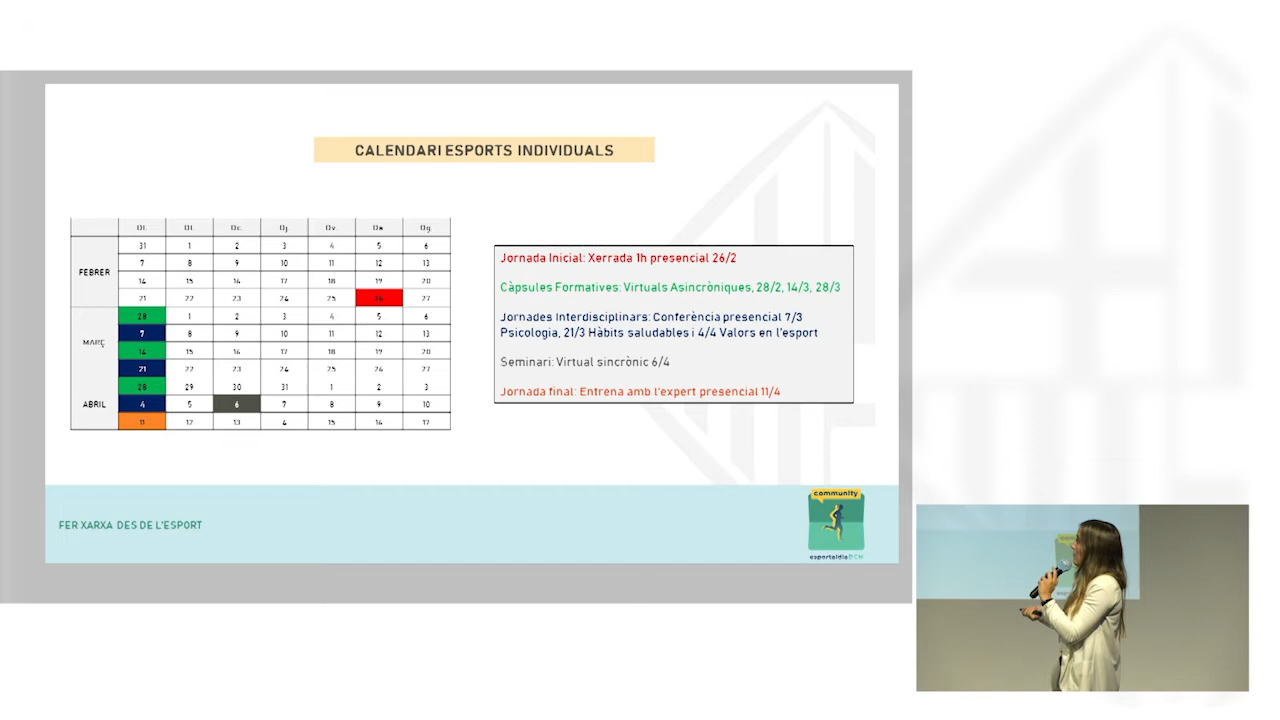 CALENDARI ESPORTS INDIVIDUALS
Dl. Dt. Dc. Dj. Dv. Ds Dg.
FEBRER
31 1 2 3 4 5 6
7 8 9 10 11 12 13
14 15 16 17 18 19 20
21 22 23 24 25 26 27
MARÇ
28 1 2 3 4 5 6
7 8 9 10 11 12 13
14 15 16 17 18 19 20
21 22 23 24 25 26 27
28 29 30 31 1 2 3
ABRIL
4 5 6 7 8 9 10
11 12 13 4 15 16 17
Jornada Inicial: Xerrada 1h presencial 26/2
Càpsules Formatives: Virtuals Asincròniques, 28/2, 14/3, 28/3
Jornades Interdisciplinars: Conferència presencial 7/3
Psicologia, 21/3 Hàbits saludables i 4/4 Valors en l'esport
Seminari: Virtual sincrònic 6/4
Jornada final: Entrena amb l'expert presencial 11/4
FER XARXA DES DE L'ESPORT
community
esportaldiaBCN